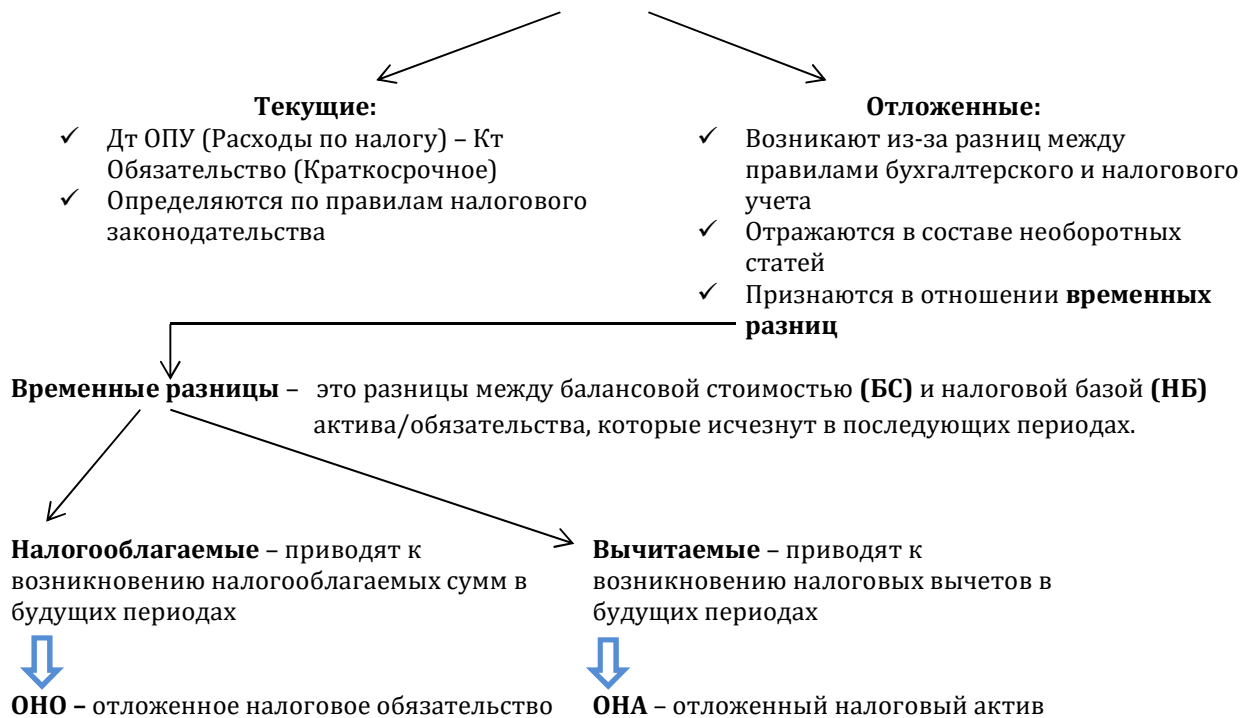 Текущие:
✓ Дт ОПУ (Расходы по налогу) – Кт
Обязательство (Краткосрочное)
✓ Определяются по правилам налогового
законодательства
Отложенные:
✓ Возникают из-за разниц между
правилами бухгалтерского и налогового
учета
✓ Отражаются в составе необоротных
статей
✓ Признаются в отношении временных
разниц
Временные разницы – это разницы между балансовой стоимостью (БС) и налоговой базой (НБ)
актива/обязательства, которые исчезнут в последующих периодах.
Налогооблагаемые – приводят к
возникновению налогооблагаемых сумм в
будущих периодах
ОНО – отложенное налоговое обязательство
Вычитаемые – приводят к
возникновению налоговых вычетов в
будущих периодах
ОНА – отложенный налоговый актив